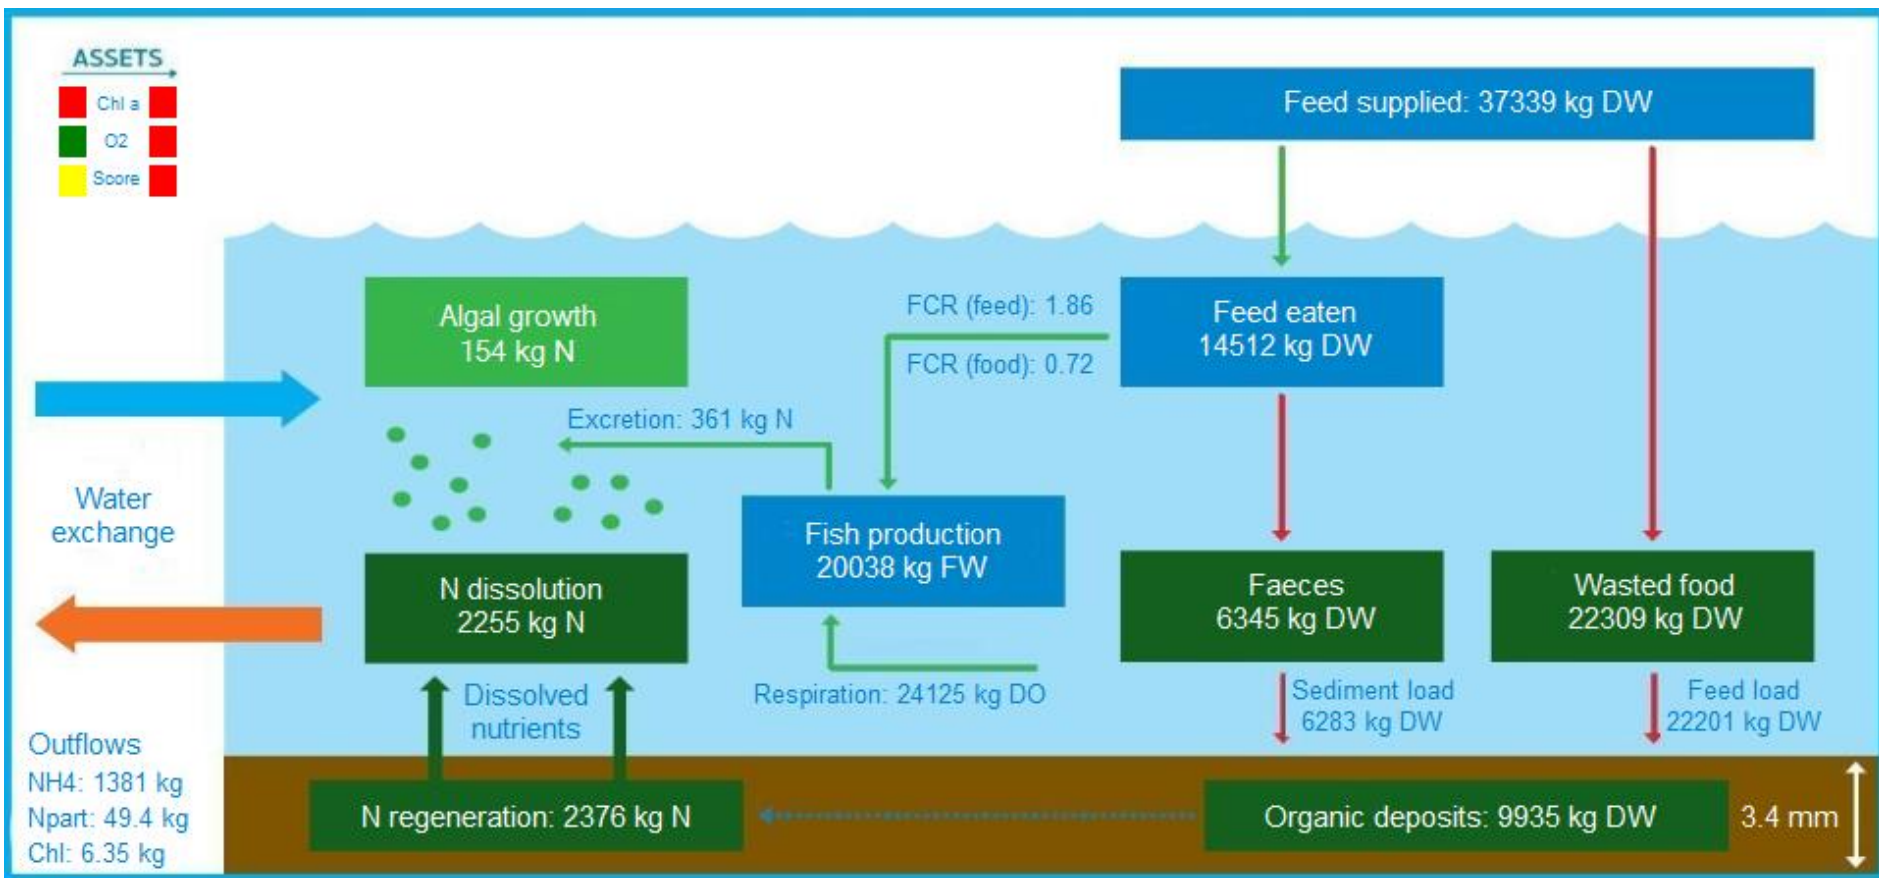 ASSETS
Chl a
O2
Score
Feed supplied: 37339 kg DW
Algal growth
154 kg N
FCR (feed): 1.86
FCR (food): 0.72
Feed eaten
14512 kg DW
Excretion: 361 kg N
Water
exchange
Fish production
20038 kg FW
N dissolution
2255 kg N
Faeces
6345 kg DW
Wasted food
22309 kg DW
Dissolved
nutrients
Respiration: 24125 kg DO
Sediment load
6283 kg DW
Feed load
22201 kg DW
Outflows
NH4: 1381 kg
Npart: 49.4 kg
Chl: 6.35 kg
N regeneration: 2376 kg N
Organic deposits: 9935 kg DW
3.4 mm